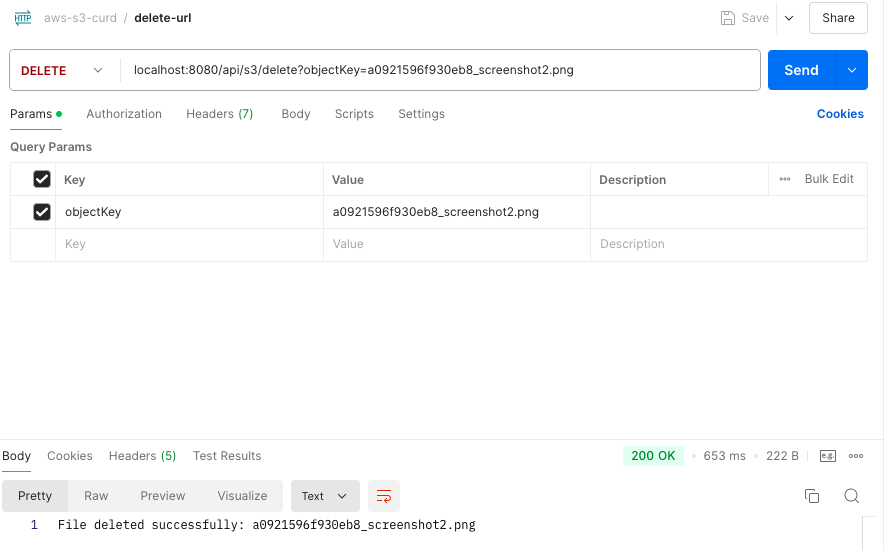 HTTP aws-s3-curd / delete-url Save Share
DELETE localhost:8080/api/s3/delete?objectKey=a0921596f930eb8_screenshot2.png Send
Params Authorization Headers (7) Body Scripts Settings Cookies
Query Params
Key Value Description Bulk Edit
objectKey a0921596f930eb8_screenshot2.png
Key Value Description
Body Cookies Headers (5) Test Results 200 OK 653 ms 222 B e.g.
Pretty Raw Preview Visualize Text
1 File deleted successfully: a0921596f930eb8_screenshot2.png